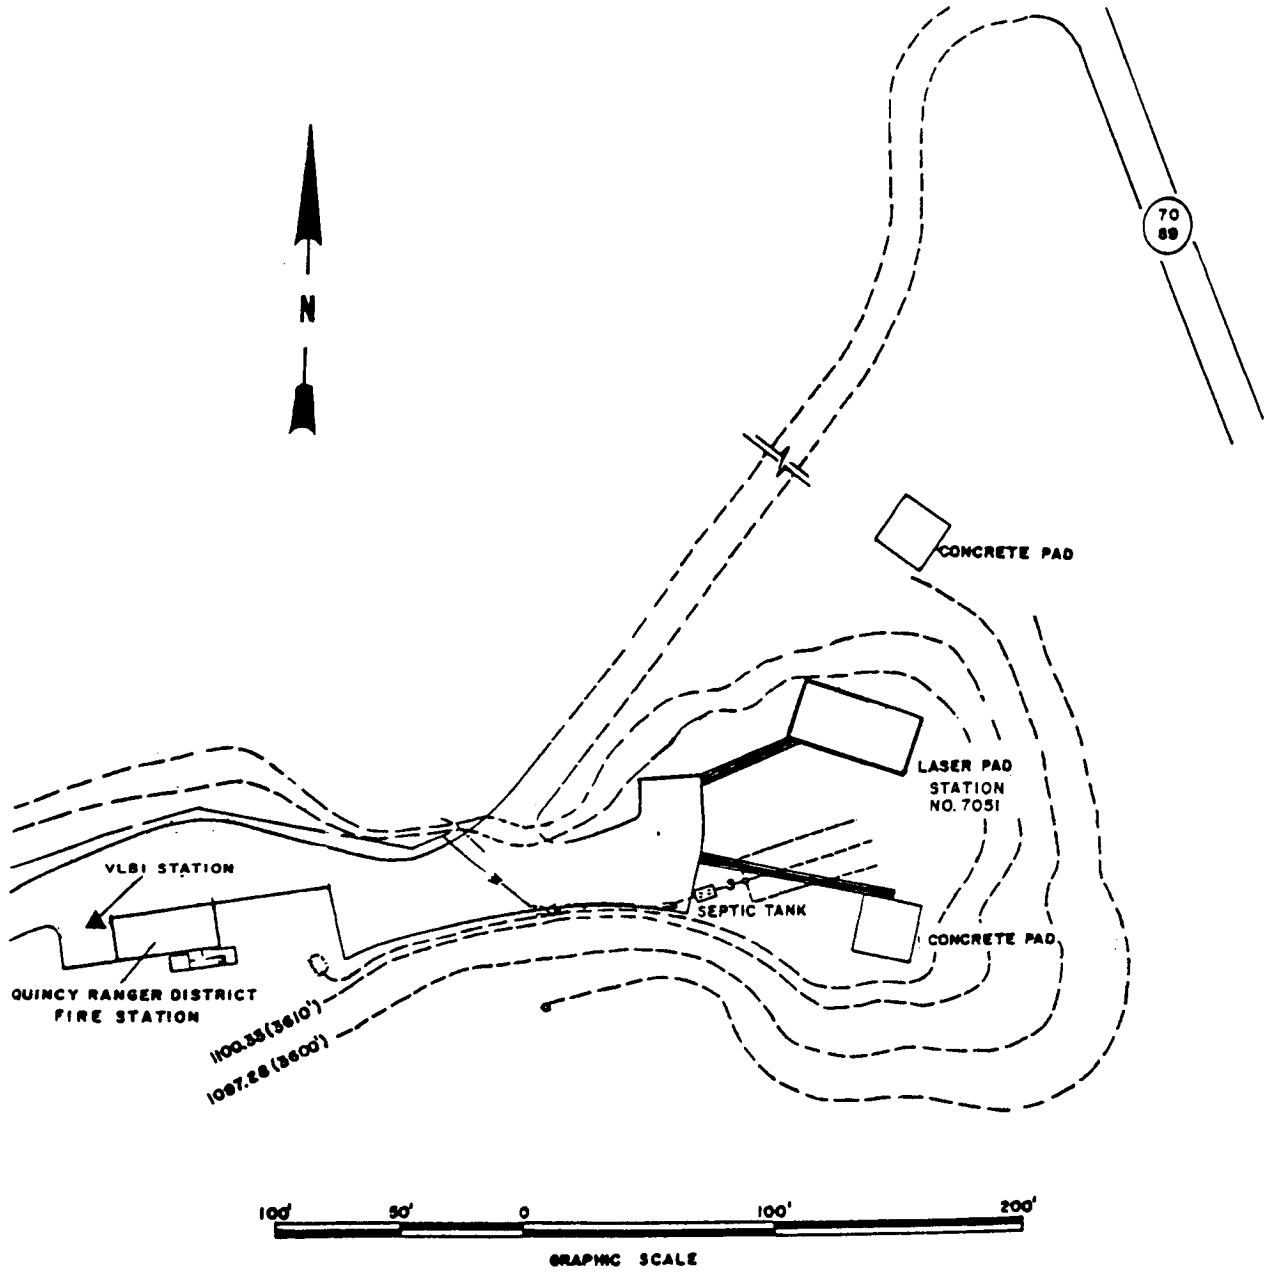 70
89
N
CONCRETE PAD
LASER PAD
STATION
NO. 7051
VLBI STATION
W
S
SEPTIC TANK
CONCRETE PAD
QUINCY RANGER DISTRICT
FIRE STATION
1100.33 (3610')
1097.28 (3600')
100' 50' 0 100' 200'
GRAPHIC SCALE